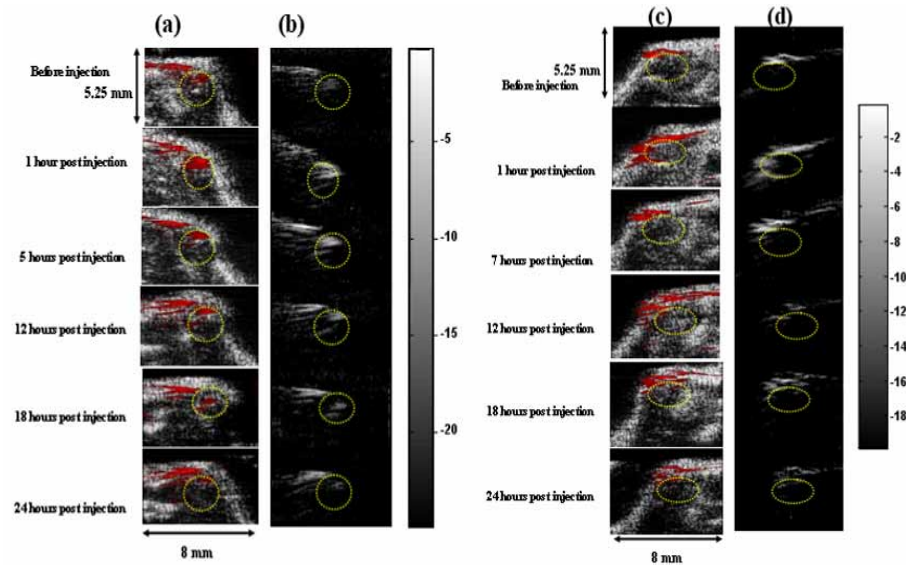 (a)
(b)
Before injection
5.25 mm
1 hour post injection
5 hours post injection
12 hours post injection
18 hours post injection
24 hours post injection
8 mm
-5
-10
-15
-20
(c)
(d)
5.25 mm
Before injection
1 hour post injection
7 hours post injection
12 hours post injection
18 hours post injection
24 hours post injection
8 mm
-2
-4
-6
-8
-10
-12
-14
-16
-18